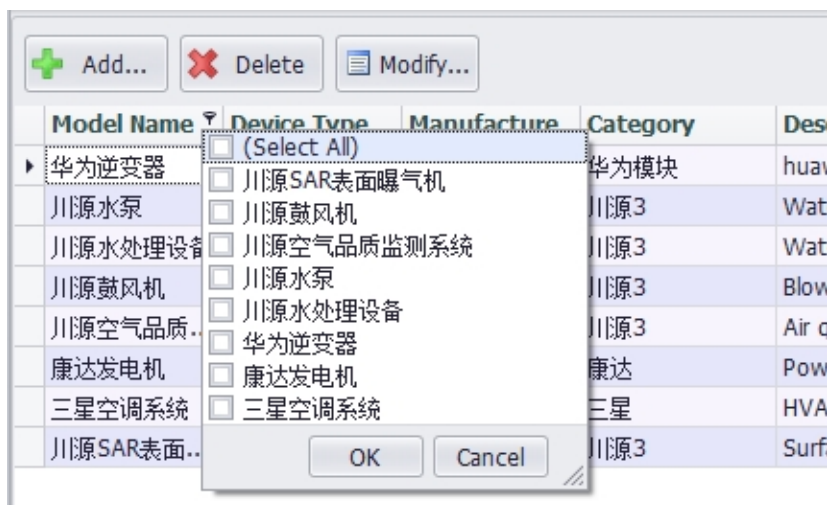 Add... Delete Modify...
Model Name Device Type Manufacture Category Des
(Select All)
川源SAR表面曝气机
川源鼓风机
川源空气品质监测系统
川源水泵
川源水处理设备
华为逆变器
康达发电机
三星空调系统
OK Cancel
华为逆变器 华为模块 huaw
川源水泵 川源3 Wat
川源水处理设备 川源3 Wat
川源鼓风机 川源3 Blow
川源空气品质... 川源3 Air q
康达发电机 康达 Pow
三星空调系统 三星 HVA
川源SAR表面... 川源3 Surfa